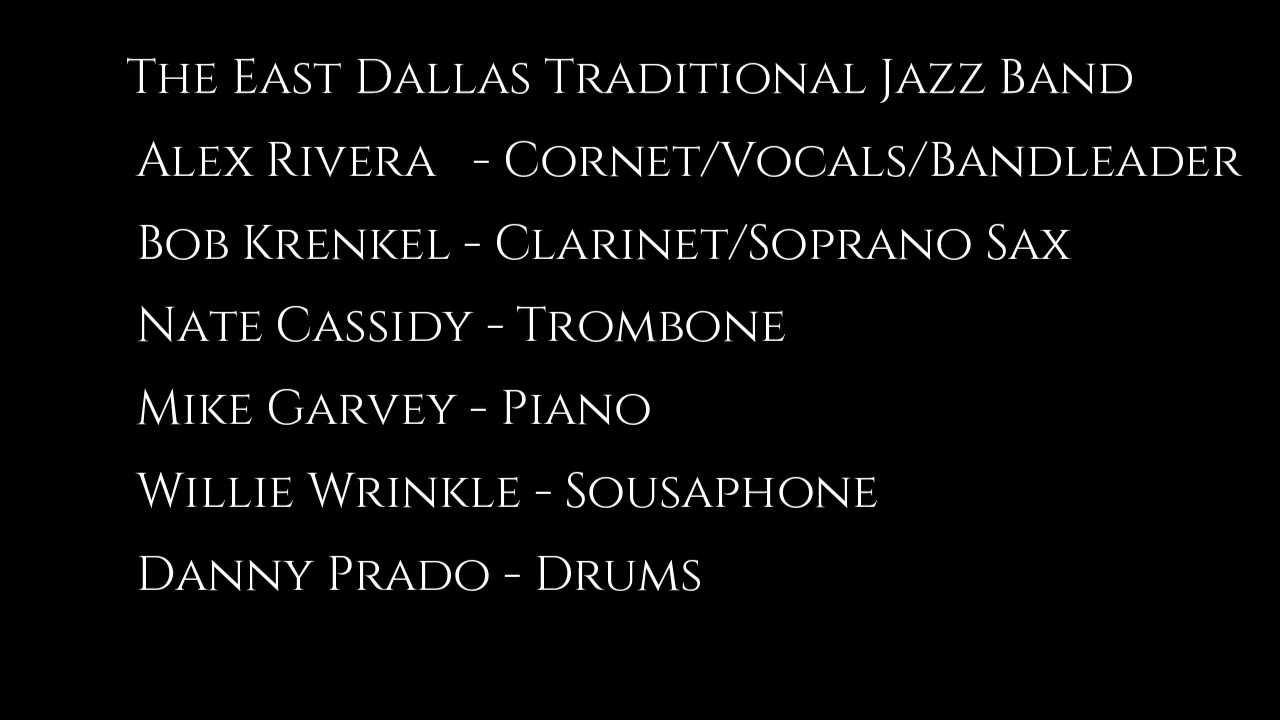 The East Dallas Traditional Jazz Band
Alex Rivera - Cornet/Vocals/Bandleader
Bob Krenkel - Clarinet/Soprano Sax
Nate Cassidy - Trombone
Mike Garvey - Piano
Willie Wrinkle - Sousaphone
Danny Prado - Drums